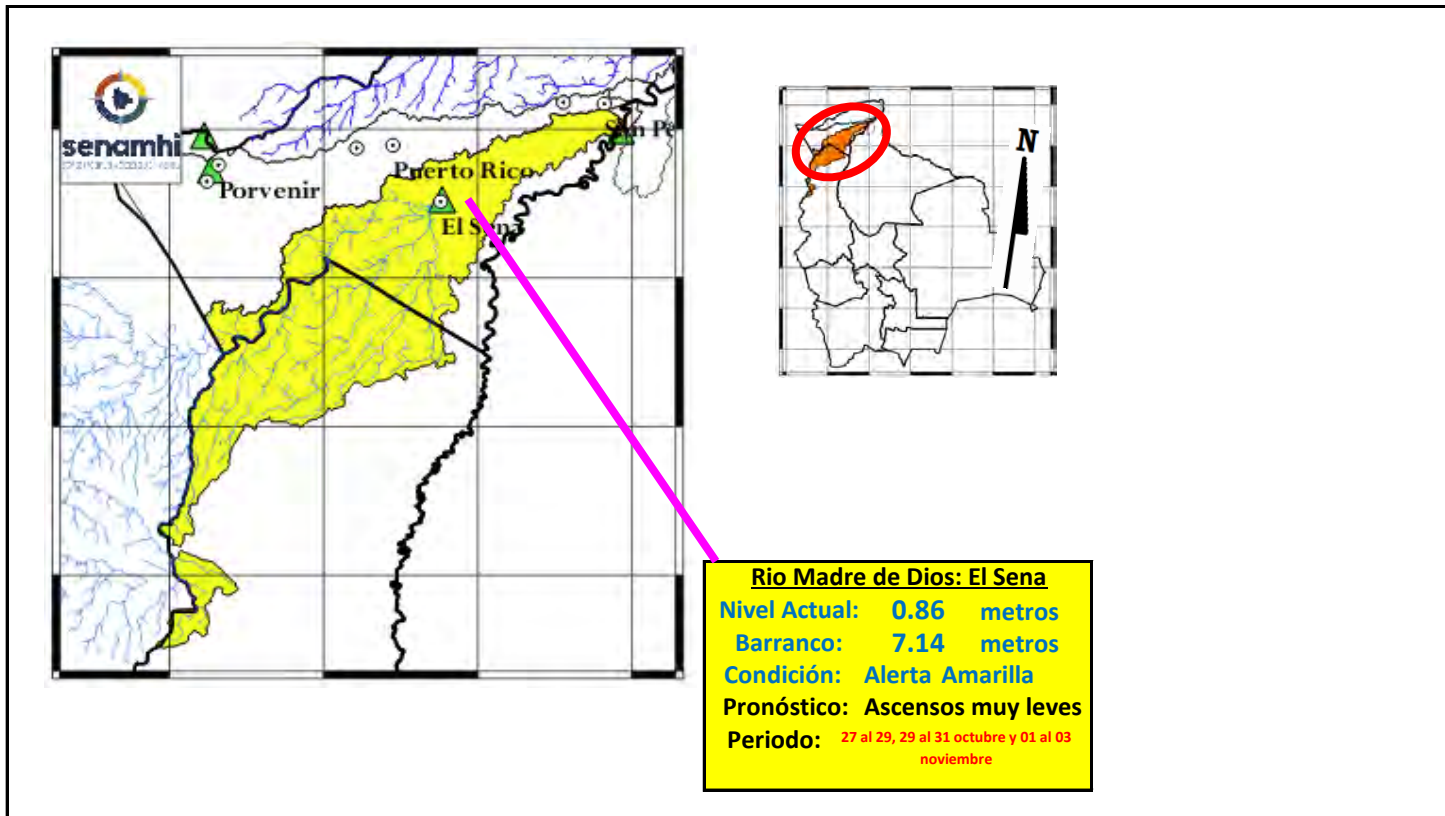 senamhi
San Pe
Puerto Rico
Porvenir
El Sena
N
Rio Madre de Dios: El Sena
Nivel Actual: 0.86 metros
Barranco: 7.14 metros
Condición: Alerta Amarilla
Pronóstico: Ascensos muy leves
Periodo: 27 al 29, 29 al 31 octubre y 01 al 03
noviembre